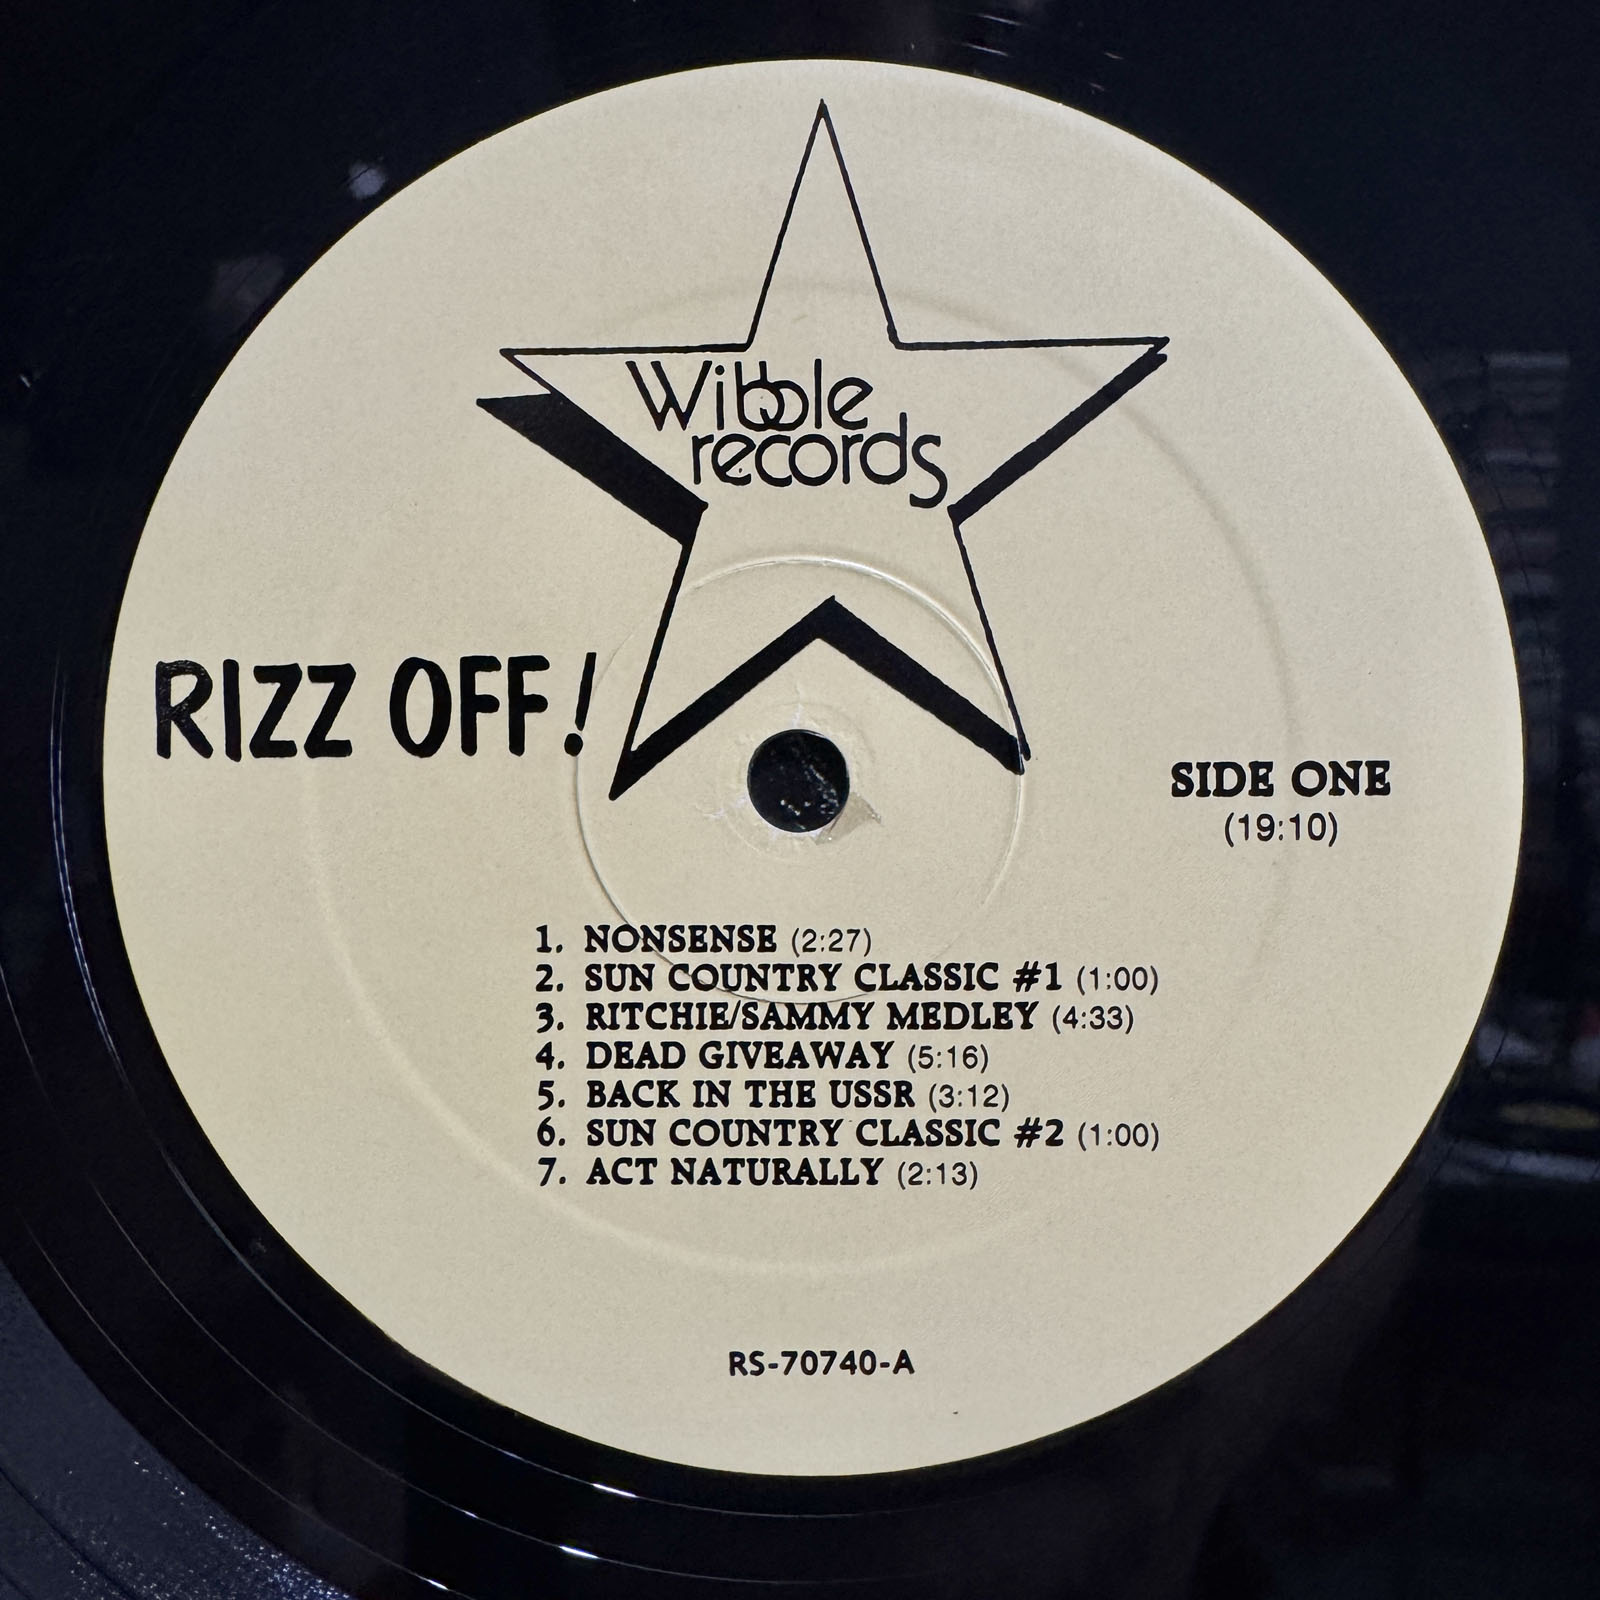 Wibble
records
RIZZ OFF!
SIDE ONE
(19:10)
1. NONSENSE (2:27)
2. SUN COUNTRY CLASSIC #1 (1:00)
3. RITCHIE/SAMMY MEDLEY (4:33)
4. DEAD GIVEAWAY (5:16)
5. BACK IN THE USSR (3:12)
6. SUN COUNTRY CLASSIC #2 (1:00)
7. ACT NATURALLY (2:13)
RS-70740-A